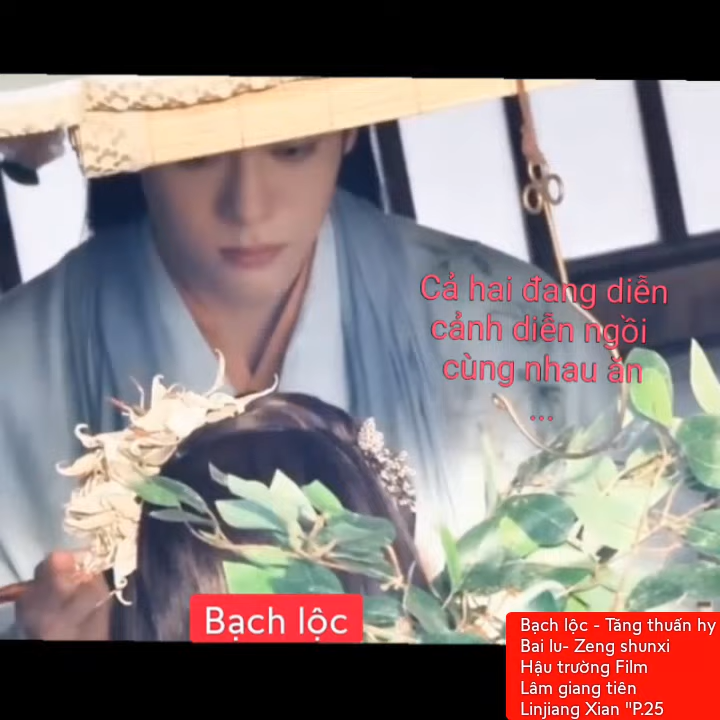 Cả hai đang diễn
cảnh diễn ngồi
cùng nhau ăn
...
Bạch lộc
Bạch lộc - Tăng thuấn hy
Bai lu- Zeng shunxi
Hậu trường Film
Lâm giang tiên
Linjiang Xian "P.25